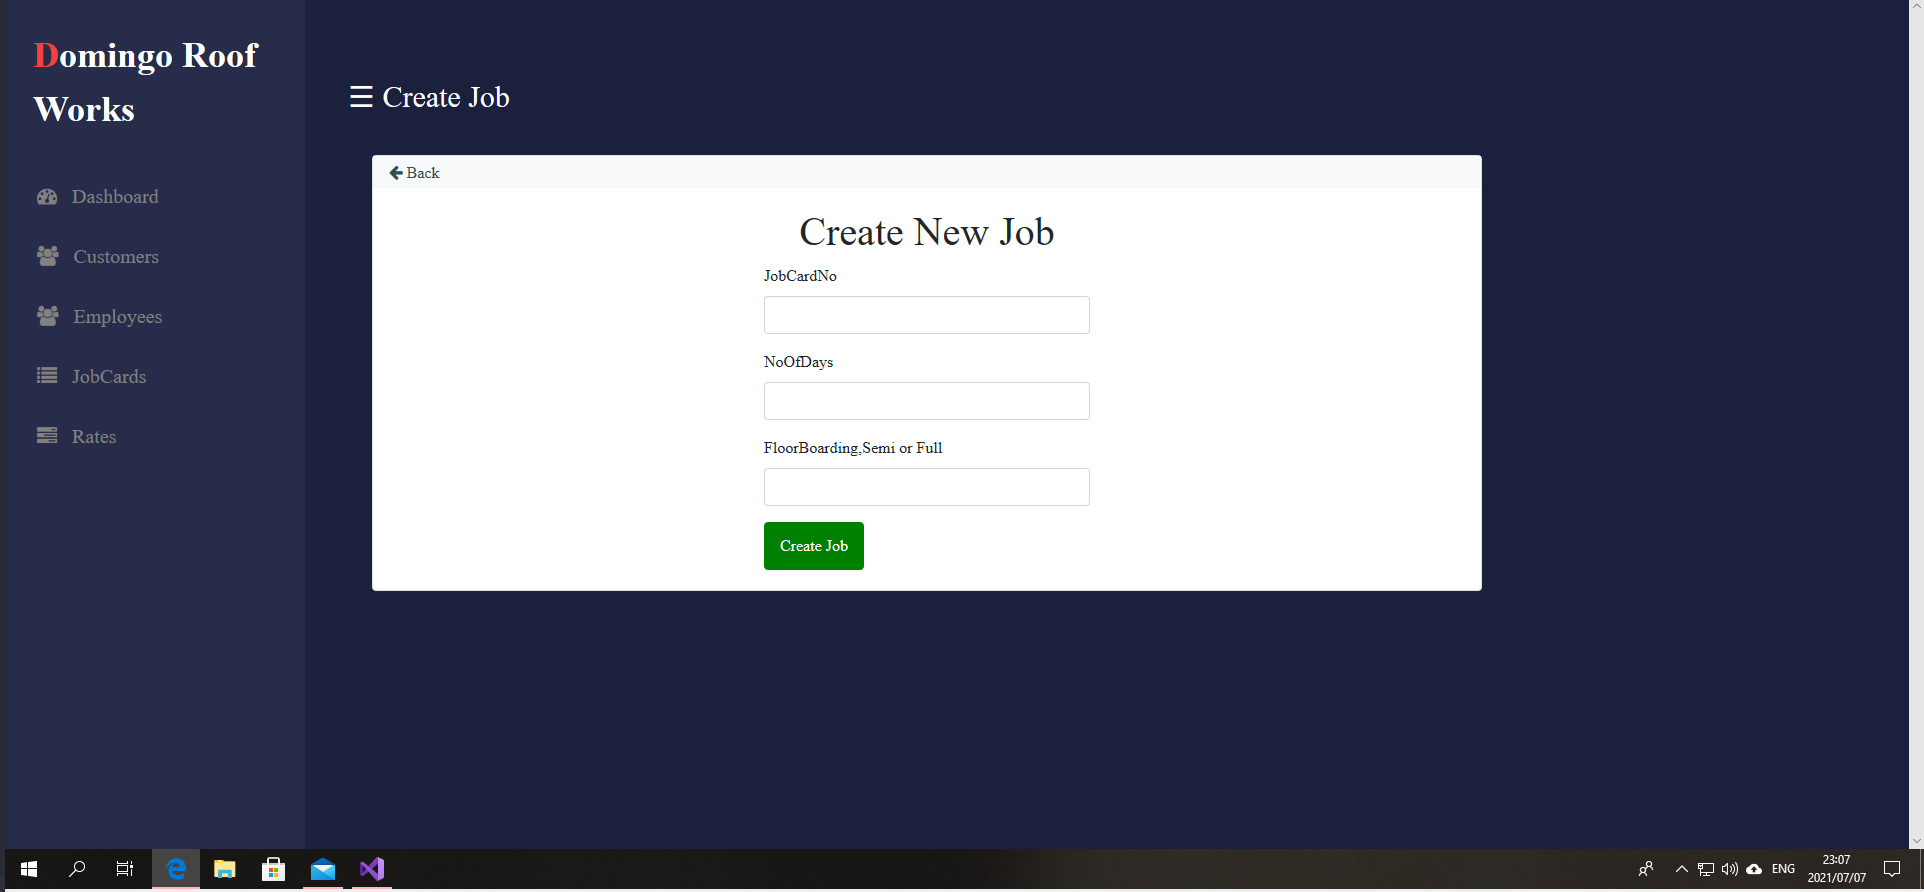 Domingo Roof
Works
Dashboard
Customers
Employees
JobCards
Rates
☰ Create Job
Back
Create New Job
JobCardNo
NoOfDays
FloorBoarding,Semi or Full
Create Job
ENG
23:07
2021/07/07